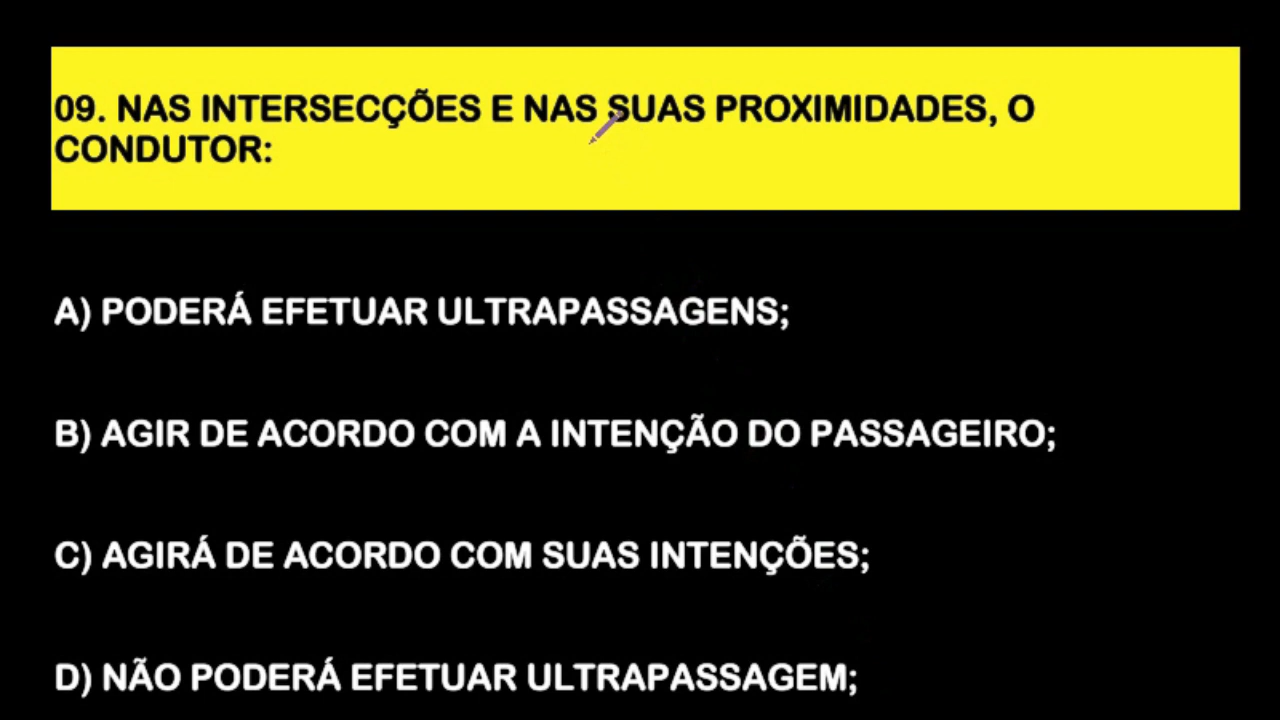 09. NAS INTERSECÇÕES E NAS SUAS PROXIMIDADES, O
CONDUTOR:
A) PODERÁ EFETUAR ULTRAPASSAGENS;
B) AGIR DE ACORDO COM A INTENÇÃO DO PASSAGEIRO;
C) AGIRÁ DE ACORDO COM SUAS INTENÇÕES;
D) NÃO PODERÁ EFETUAR ULTRAPASSAGEM;